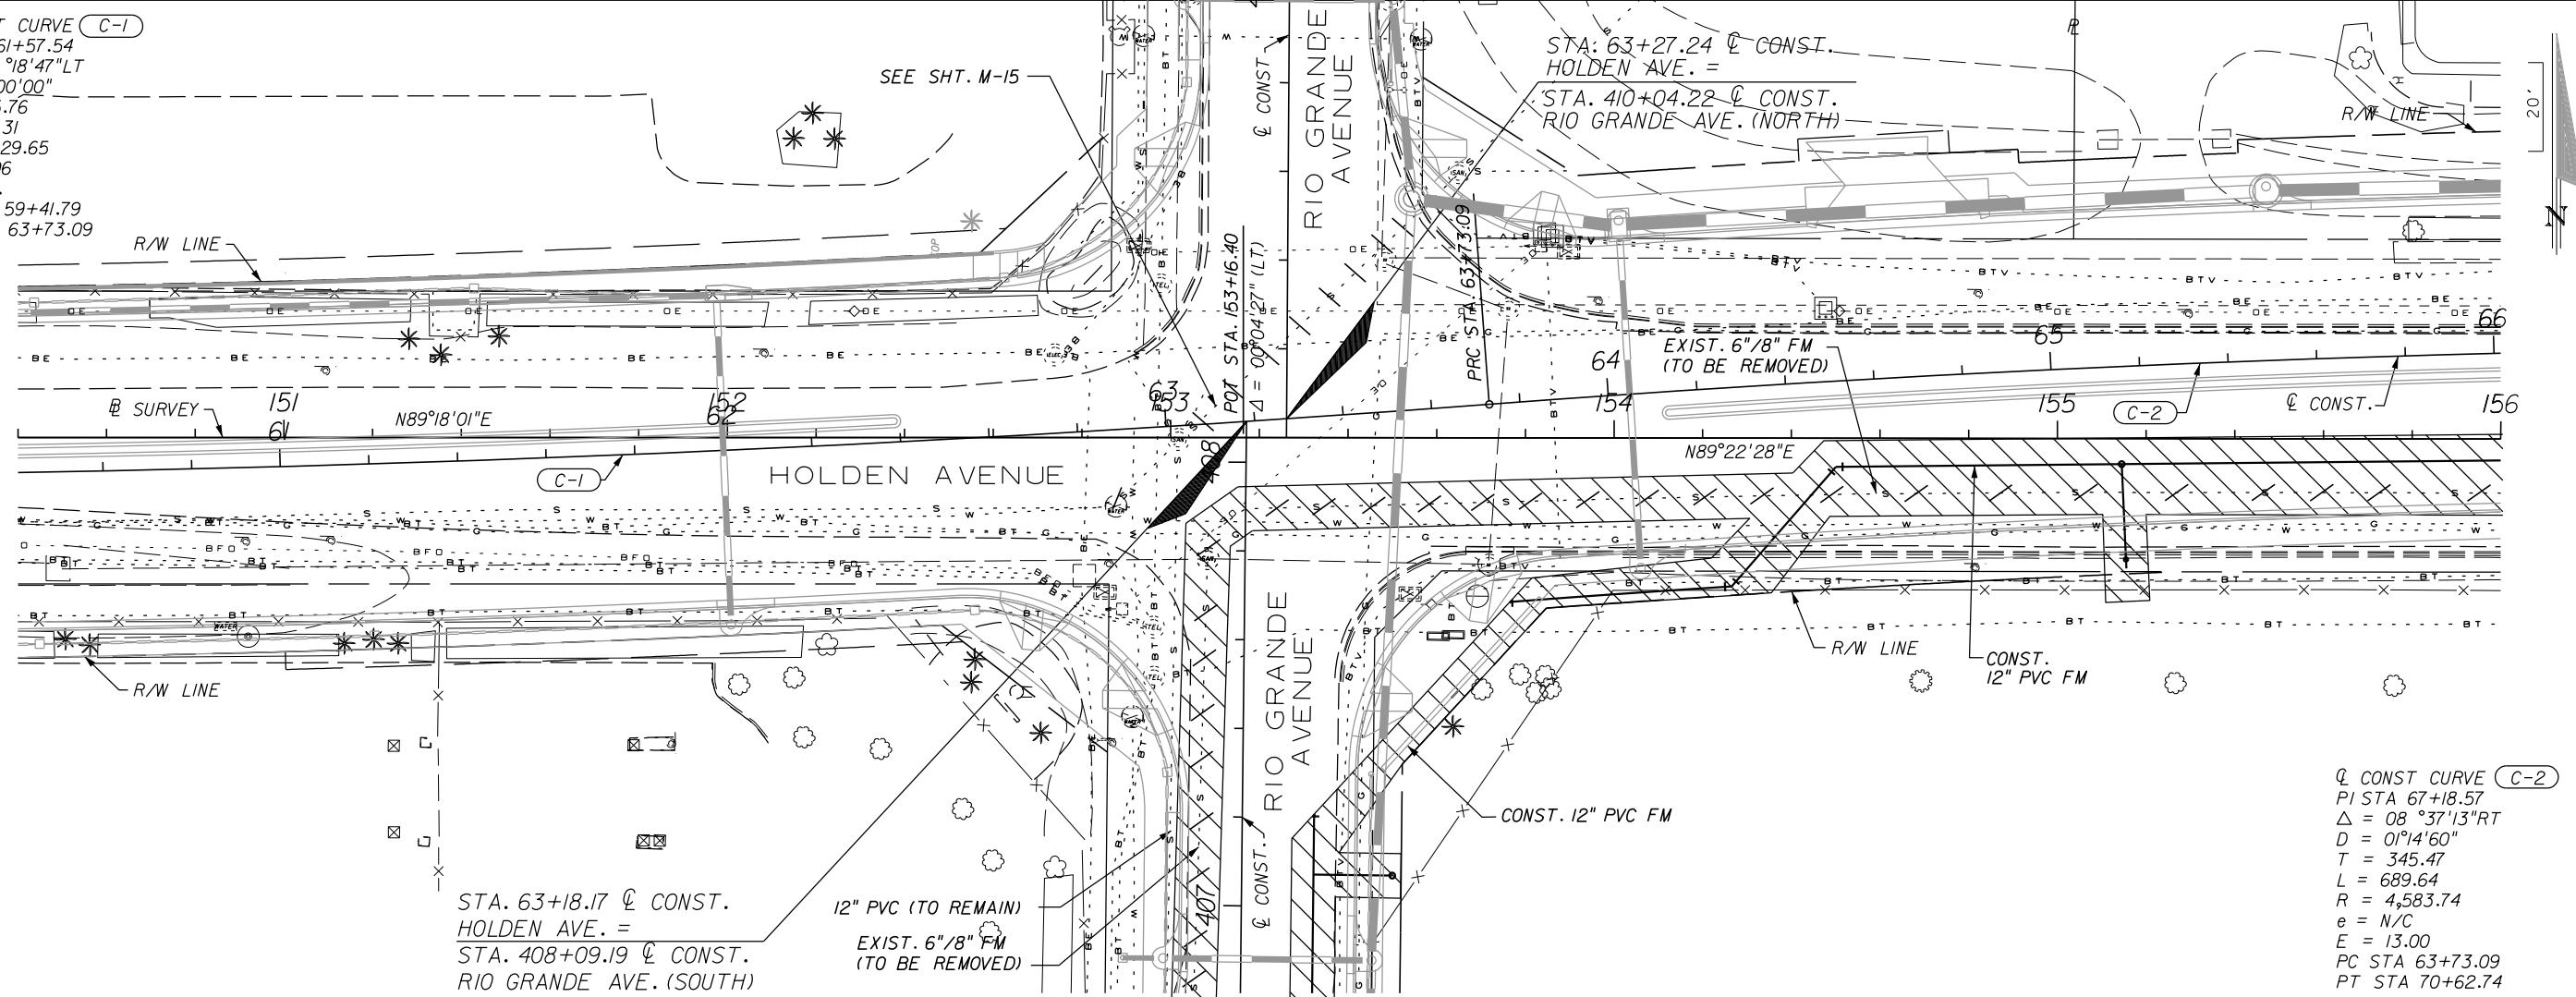 T CURVE C-1
61+57.54
°18'47"LT
00'00"
.76
31
29.65
06
59+41.79
63+73.09
R/W LINE
SEE SHT. M-15
℄ CONST.
RIO GRANDE
AVENUE
STA. 63+27.24 ℄ CONST.
HOLDEN AVE. =
STA. 410+04.22 ℄ CONST.
RIO GRANDE AVE. (NORTH)
R/W LINE
20'
N
POT STA. 153+16.40
Δ = 00°04'27" (LT)
PRC STA 63+73.09
EXIST. 6"/8" FM
(TO BE REMOVED)
64
65
66
151
152
153
154
155
156
61
62
63
℄ SURVEY
N89°18'01"E
C-1
HOLDEN AVENUE
408
N89°22'28"E
C-2
℄ CONST.
R/W LINE
R/W LINE
CONST.
12" PVC FM
RIO GRANDE
AVENUE
CONST. 12" PVC FM
407
℄ CONST.
12" PVC (TO REMAIN)
EXIST. 6"/8" FM
(TO BE REMOVED)
STA. 63+18.17 ℄ CONST.
HOLDEN AVE. =
STA. 408+09.19 ℄ CONST.
RIO GRANDE AVE. (SOUTH)
℄ CONST CURVE C-2
PI STA 67+18.57
Δ = 08 °37'13"RT
D = 01°14'60"
T = 345.47
L = 689.64
R = 4,583.74
e = N/C
E = 13.00
PC STA 63+73.09
PT STA 70+62.74